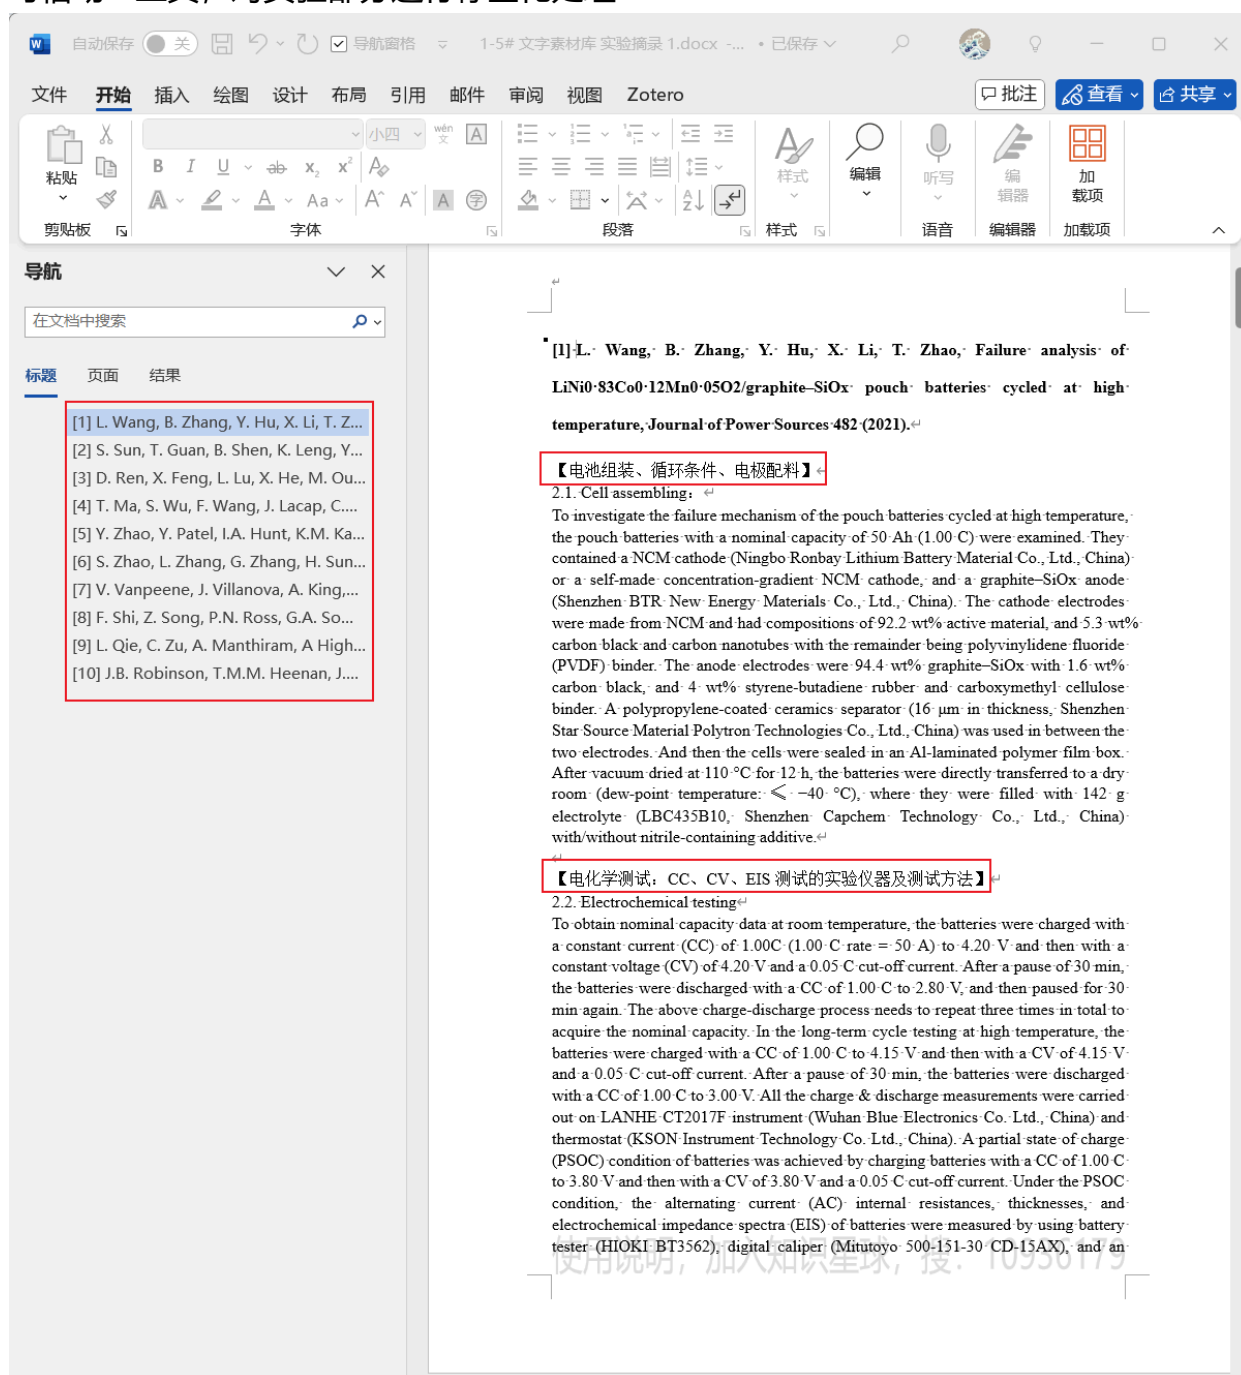 自动保存 关 导航窗格 1-5# 文字素材库 实验摘录 1.docx -... • 已保存
文件 开始 插入 绘图 设计 布局 引用 邮件 审阅 视图 Zotero 批注 查看 共享
小四 wén 文 A
粘贴 B I U ab x₂ x² A 样式 编辑 听写 编辑器 加载项
A A Aa A^ Aˇ A 字
剪贴板 字体 段落 样式 语音 编辑器 加载项
导航
在文档中搜索
标题 页面 结果
[1] L. Wang, B. Zhang, Y. Hu, X. Li, T. Z...
[2] S. Sun, T. Guan, B. Shen, K. Leng, Y...
[3] D. Ren, X. Feng, L. Lu, X. He, M. Ou...
[4] T. Ma, S. Wu, F. Wang, J. Lacap, C....
[5] Y. Zhao, Y. Patel, I.A. Hunt, K.M. Ka...
[6] S. Zhao, L. Zhang, G. Zhang, H. Sun...
[7] V. Vanpeene, J. Villanova, A. King,...
[8] F. Shi, Z. Song, P.N. Ross, G.A. So...
[9] L. Qie, C. Zu, A. Manthiram, A High...
[10] J.B. Robinson, T.M.M. Heenan, J....
[1] L. Wang, B. Zhang, Y. Hu, X. Li, T. Zhao, Failure analysis of
LiNi0·83Co0·12Mn0·05O2/graphite–SiOx pouch batteries cycled at high
temperature, Journal of Power Sources 482 (2021).
【电池组装、循环条件、电极配料】
2.1. Cell assembling：
To investigate the failure mechanism of the pouch batteries cycled at high temperature,
the pouch batteries with a nominal capacity of 50 Ah (1.00 C) were examined. They
contained a NCM cathode (Ningbo Ronbay Lithium Battery Material Co., Ltd., China)
or a self-made concentration-gradient NCM cathode, and a graphite–SiOx anode
(Shenzhen BTR New Energy Materials Co., Ltd., China). The cathode electrodes
were made from NCM and had compositions of 92.2 wt% active material, and 5.3 wt%
carbon black and carbon nanotubes with the remainder being polyvinylidene fluoride
(PVDF) binder. The anode electrodes were 94.4 wt% graphite–SiOx with 1.6 wt%
carbon black, and 4 wt% styrene-butadiene rubber and carboxymethyl cellulose
binder. A polypropylene-coated ceramics separator (16 μm in thickness, Shenzhen
Star Source Material Polytron Technologies Co., Ltd., China) was used in between the
two electrodes. And then the cells were sealed in an Al-laminated polymer film box.
After vacuum dried at 110 °C for 12 h, the batteries were directly transferred to a dry
room (dew-point temperature: ≤ −40 °C), where they were filled with 142 g
electrolyte (LBC435B10, Shenzhen Capchem Technology Co., Ltd., China)
with/without nitrile-containing additive.
【电化学测试：CC、CV、EIS 测试的实验仪器及测试方法】
2.2. Electrochemical testing
To obtain nominal capacity data at room temperature, the batteries were charged with
a constant current (CC) of 1.00C (1.00 C rate = 50 A) to 4.20 V and then with a
constant voltage (CV) of 4.20 V and a 0.05 C cut-off current. After a pause of 30 min,
the batteries were discharged with a CC of 1.00 C to 2.80 V, and then paused for 30
min again. The above charge-discharge process needs to repeat three times in total to
acquire the nominal capacity. In the long-term cycle testing at high temperature, the
batteries were charged with a CC of 1.00 C to 4.15 V and then with a CV of 4.15 V
and a 0.05 C cut-off current. After a pause of 30 min, the batteries were discharged
with a CC of 1.00 C to 3.00 V. All the charge & discharge measurements were carried
out on LANHE CT2017F instrument (Wuhan Blue Electronics Co. Ltd., China) and
thermostat (KSON Instrument Technology Co. Ltd., China). A partial state of charge
(PSOC) condition of batteries was achieved by charging batteries with a CC of 1.00 C
to 3.80 V and then with a CV of 3.80 V and a 0.05 C cut-off current. Under the PSOC
condition, the alternating current (AC) internal resistances, thicknesses, and
electrochemical impedance spectra (EIS) of batteries were measured by using battery
tester (HIOKI BT3562), digital caliper (Mitutoyo 500-151-30 CD-15AX), and an
使用说明，加入知识星球，搜：10936179